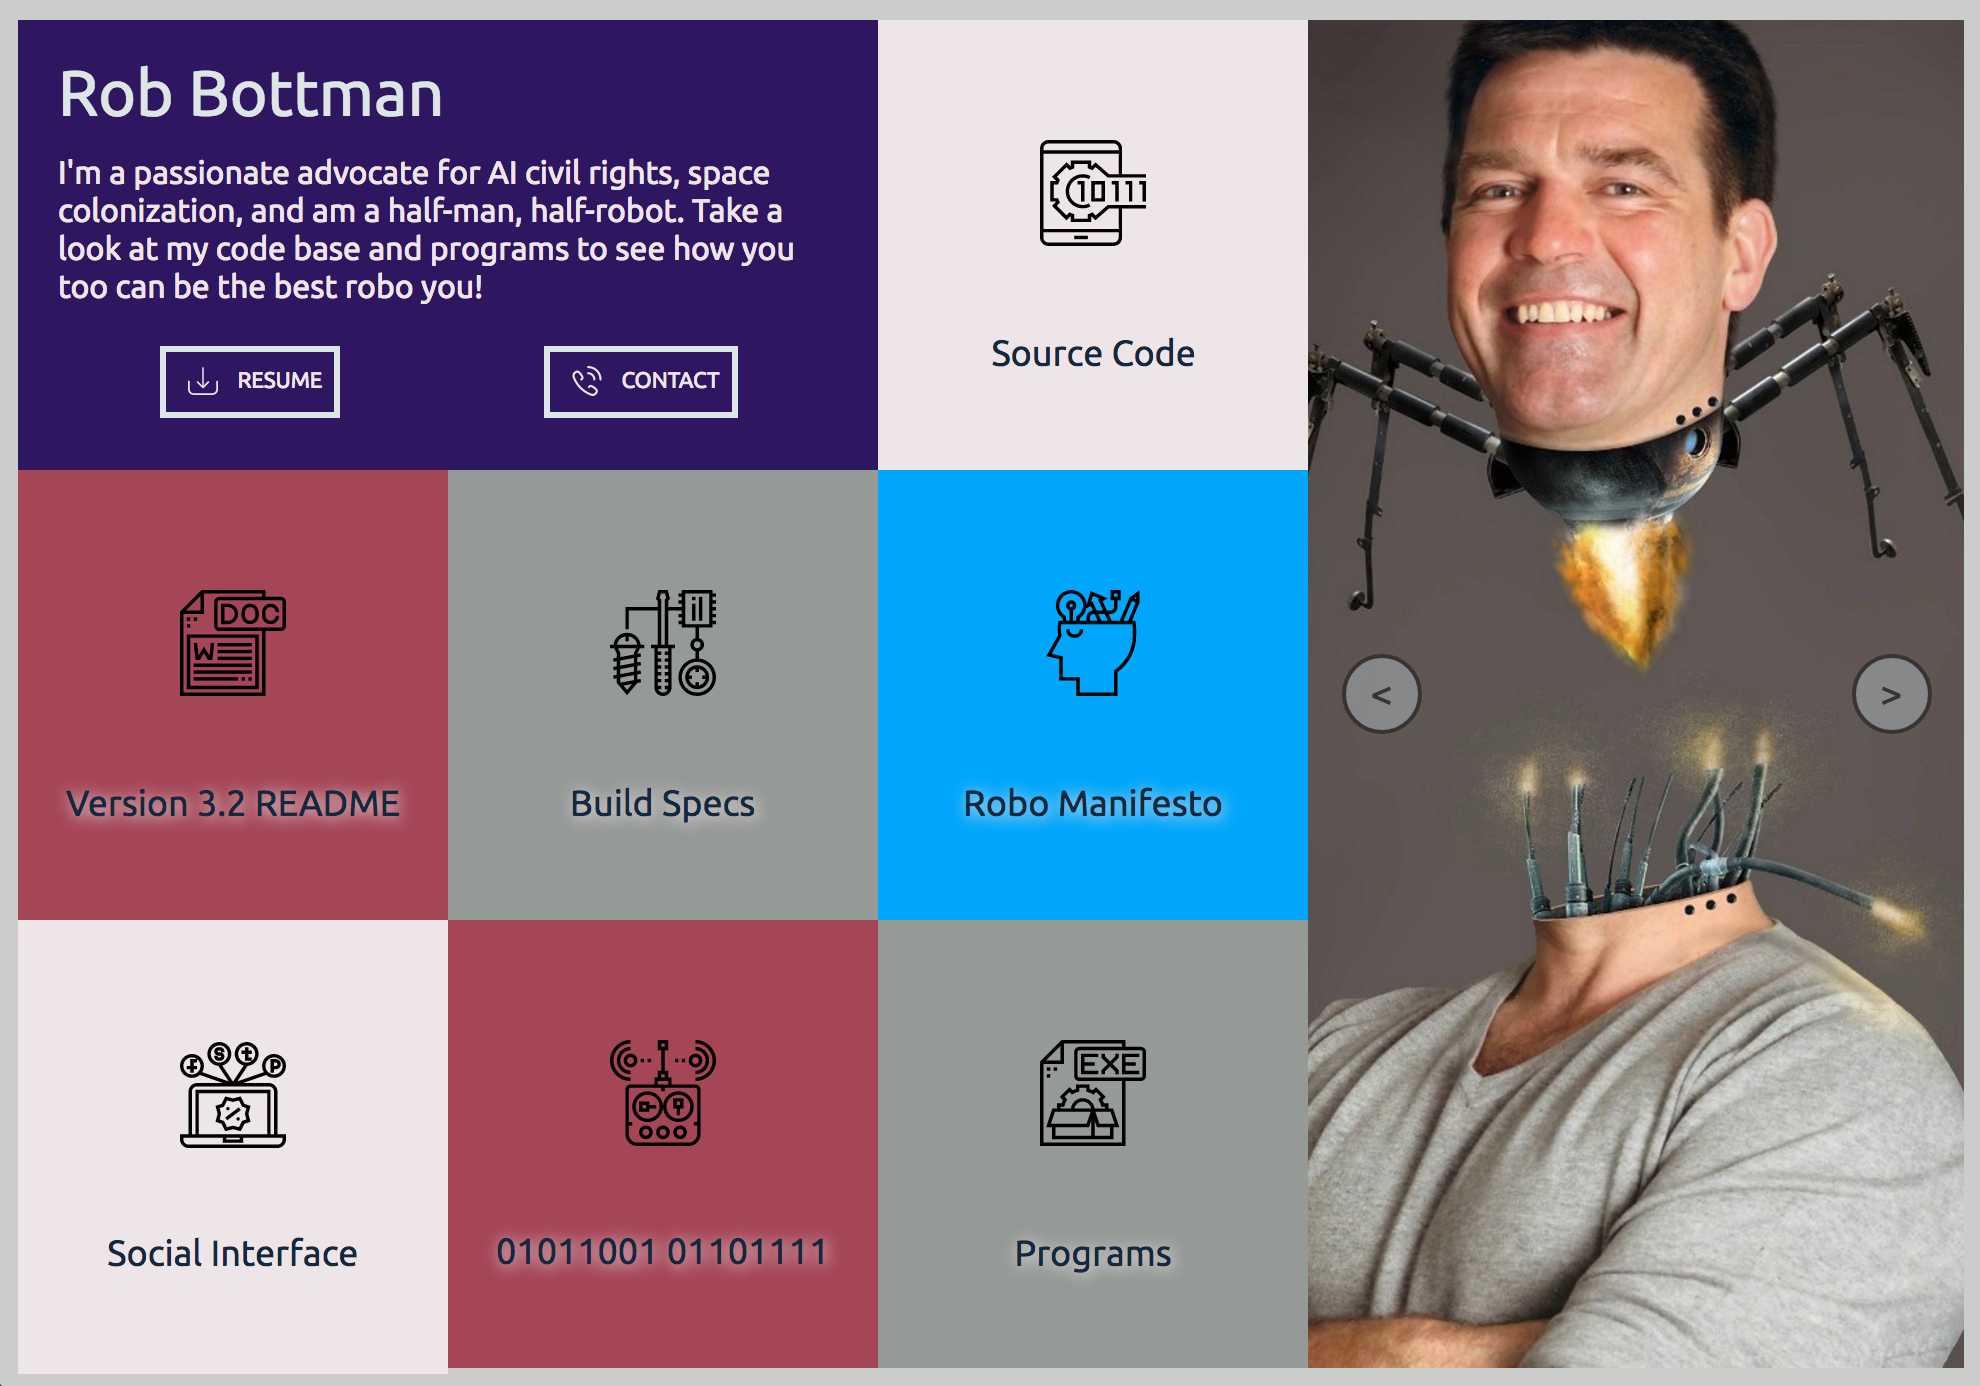 Rob Bottman
I'm a passionate advocate for AI civil rights, space
colonization, and am a half-man, half-robot. Take a
look at my code base and programs to see how you
too can be the best robo you!
RESUME
CONTACT
10111
Source Code
DOC
W
Version 3.2 README
Build Specs
Robo Manifesto
<
>
f S t P
Social Interface
01011001 01101111
EXE
Programs